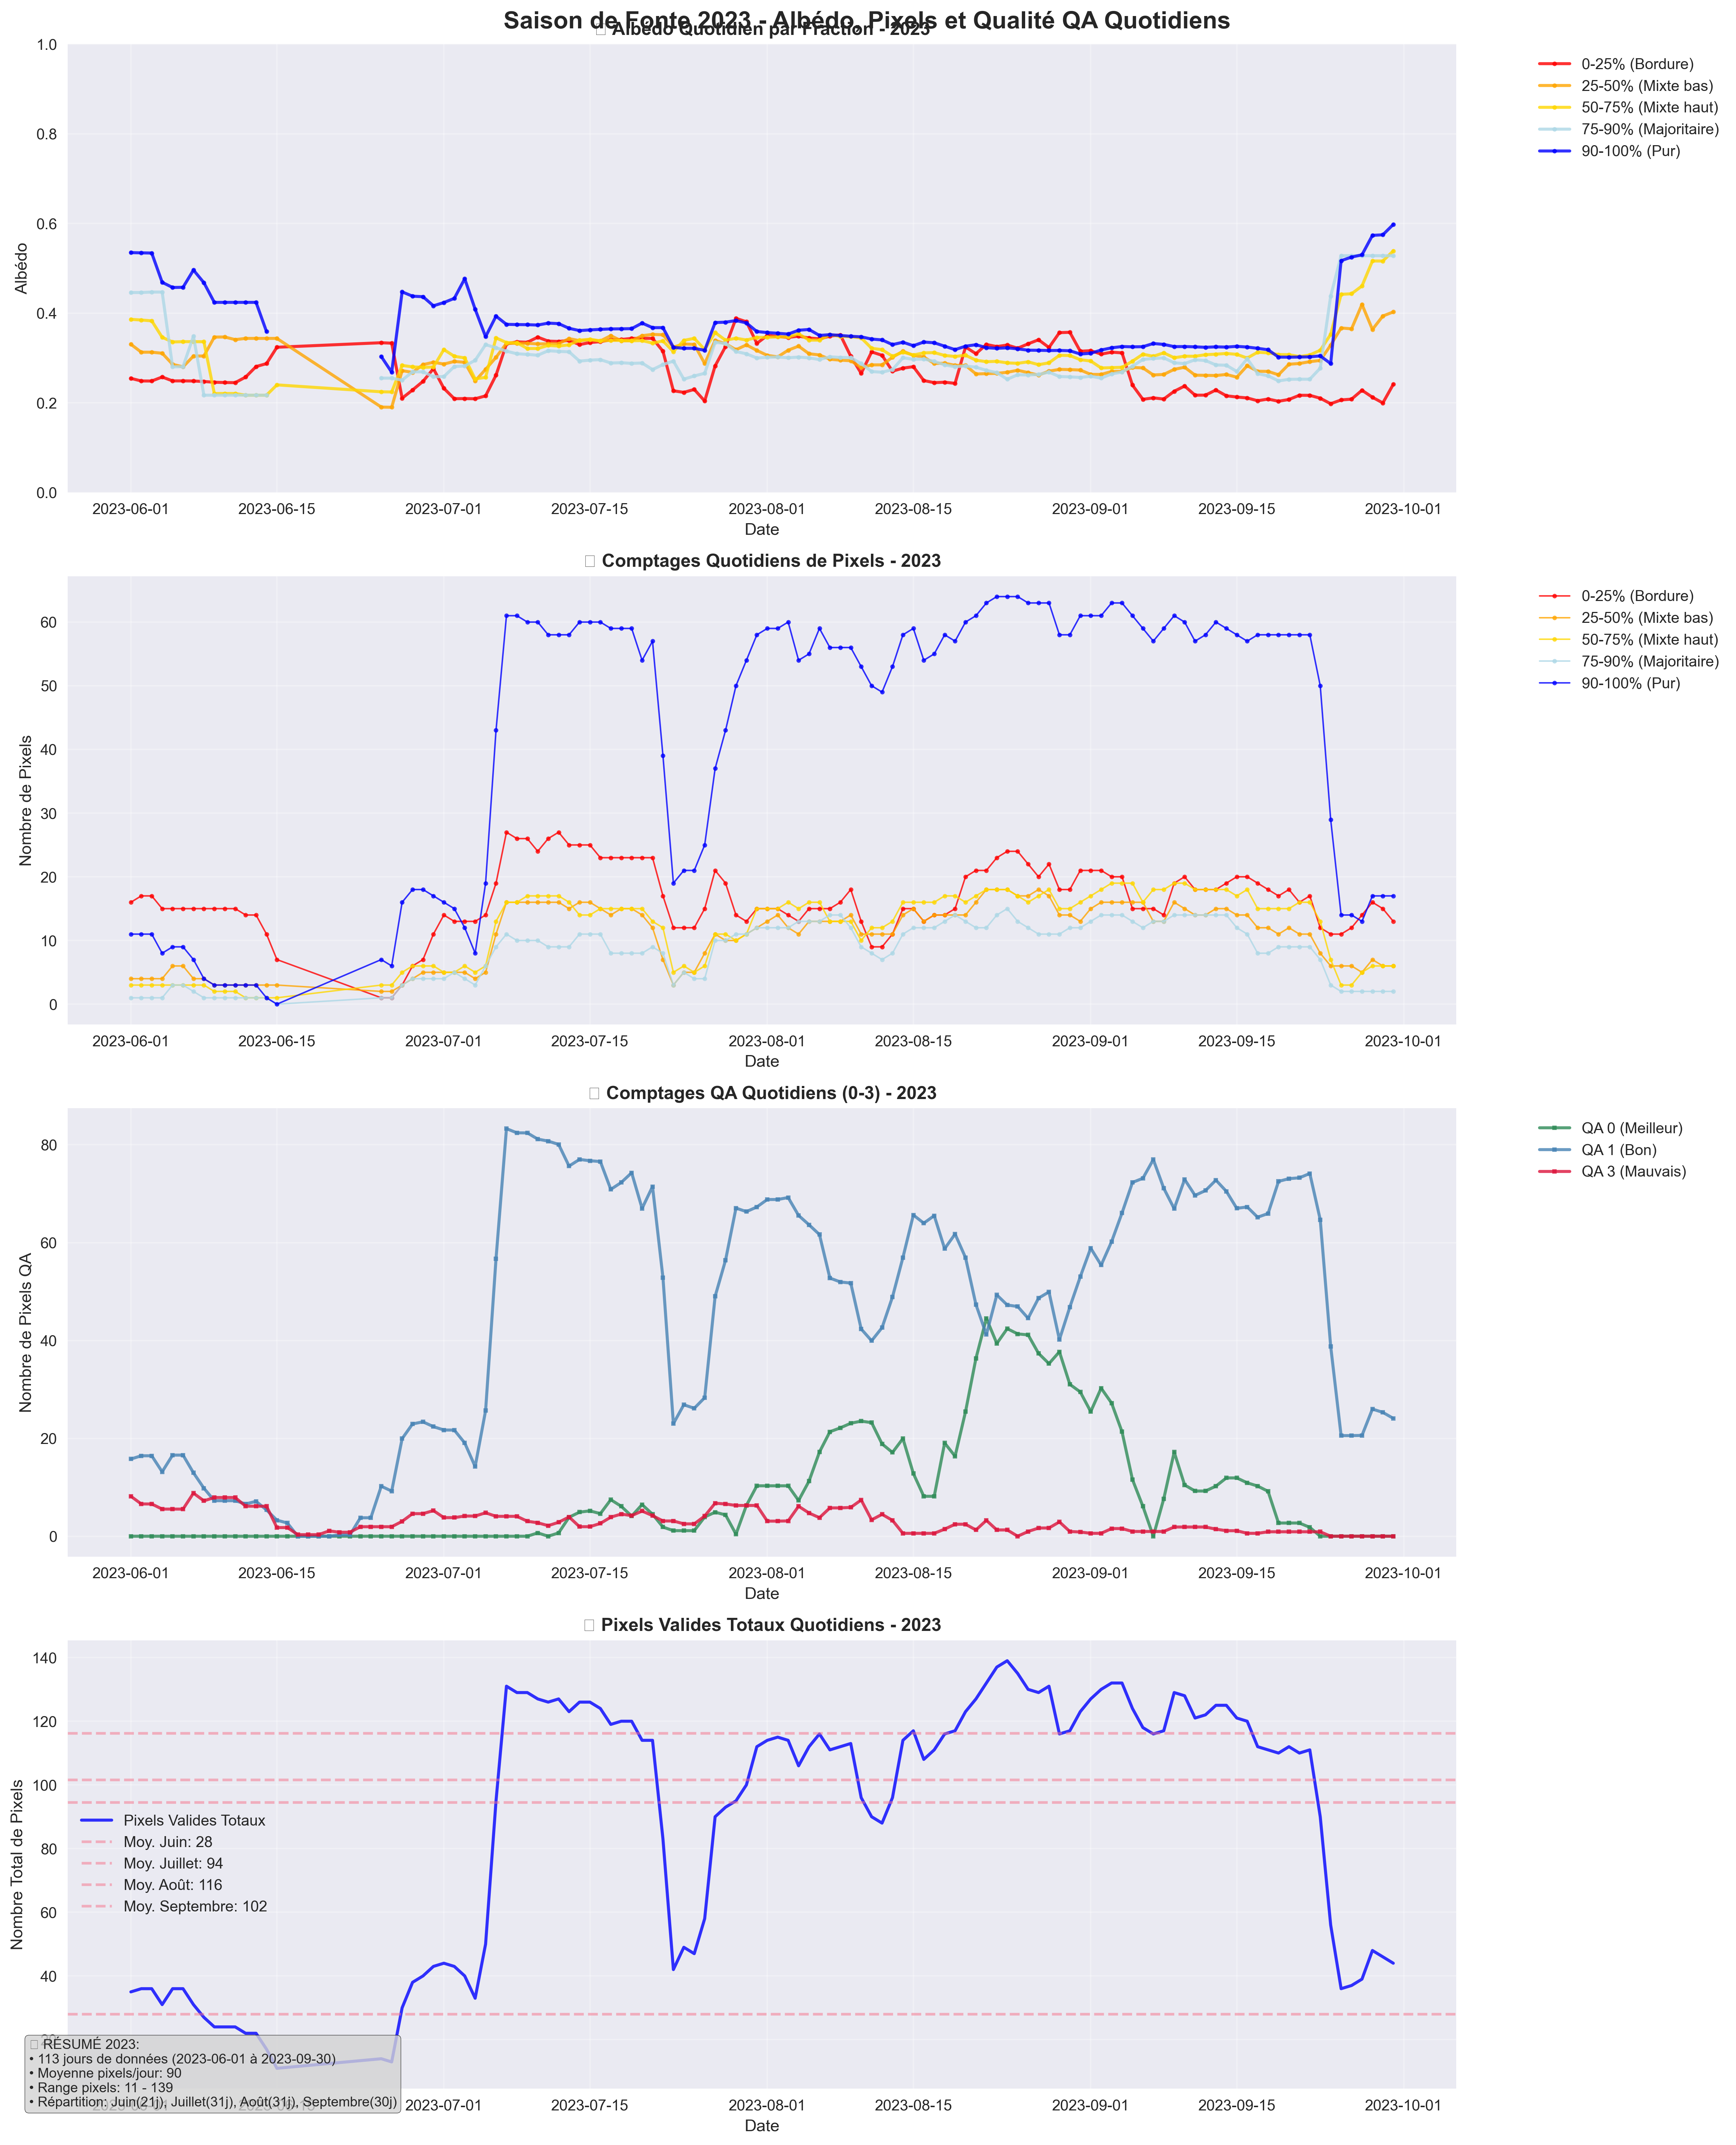 Saison de Fonte 2023 - Albédo, Pixels et Qualité QA Quotidiens
Albédo Quotidien par Fraction - 2023
1.0
0.8
0.6
0.4
0.2
0.0
Albédo
2023-06-01 2023-06-15 2023-07-01 2023-07-15 2023-08-01 2023-08-15 2023-09-01 2023-09-15 2023-10-01
Date
0-25% (Bordure)
25-50% (Mixte bas)
50-75% (Mixte haut)
75-90% (Majoritaire)
90-100% (Pur)
Comptages Quotidiens de Pixels - 2023
60
50
40
30
20
10
0
Nombre de Pixels
2023-06-01 2023-06-15 2023-07-01 2023-07-15 2023-08-01 2023-08-15 2023-09-01 2023-09-15 2023-10-01
Date
0-25% (Bordure)
25-50% (Mixte bas)
50-75% (Mixte haut)
75-90% (Majoritaire)
90-100% (Pur)
Comptages QA Quotidiens (0-3) - 2023
80
60
40
20
0
Nombre de Pixels QA
2023-06-01 2023-06-15 2023-07-01 2023-07-15 2023-08-01 2023-08-15 2023-09-01 2023-09-15 2023-10-01
Date
QA 0 (Meilleur)
QA 1 (Bon)
QA 3 (Mauvais)
Pixels Valides Totaux Quotidiens - 2023
140
120
100
80
60
40
20
Nombre Total de Pixels
Pixels Valides Totaux
Moy. Juin: 28
Moy. Juillet: 94
Moy. Août: 116
Moy. Septembre: 102
RÉSUMÉ 2023:
• 113 jours de données (2023-06-01 à 2023-09-30)
• Moyenne pixels/jour: 90
• Range pixels: 11 - 139
• Répartition: Juin(21j), Juillet(31j), Août(31j), Septembre(30j)
2023-06-01 2023-06-15 2023-07-01 2023-07-15 2023-08-01 2023-08-15 2023-09-01 2023-09-15 2023-10-01
Date